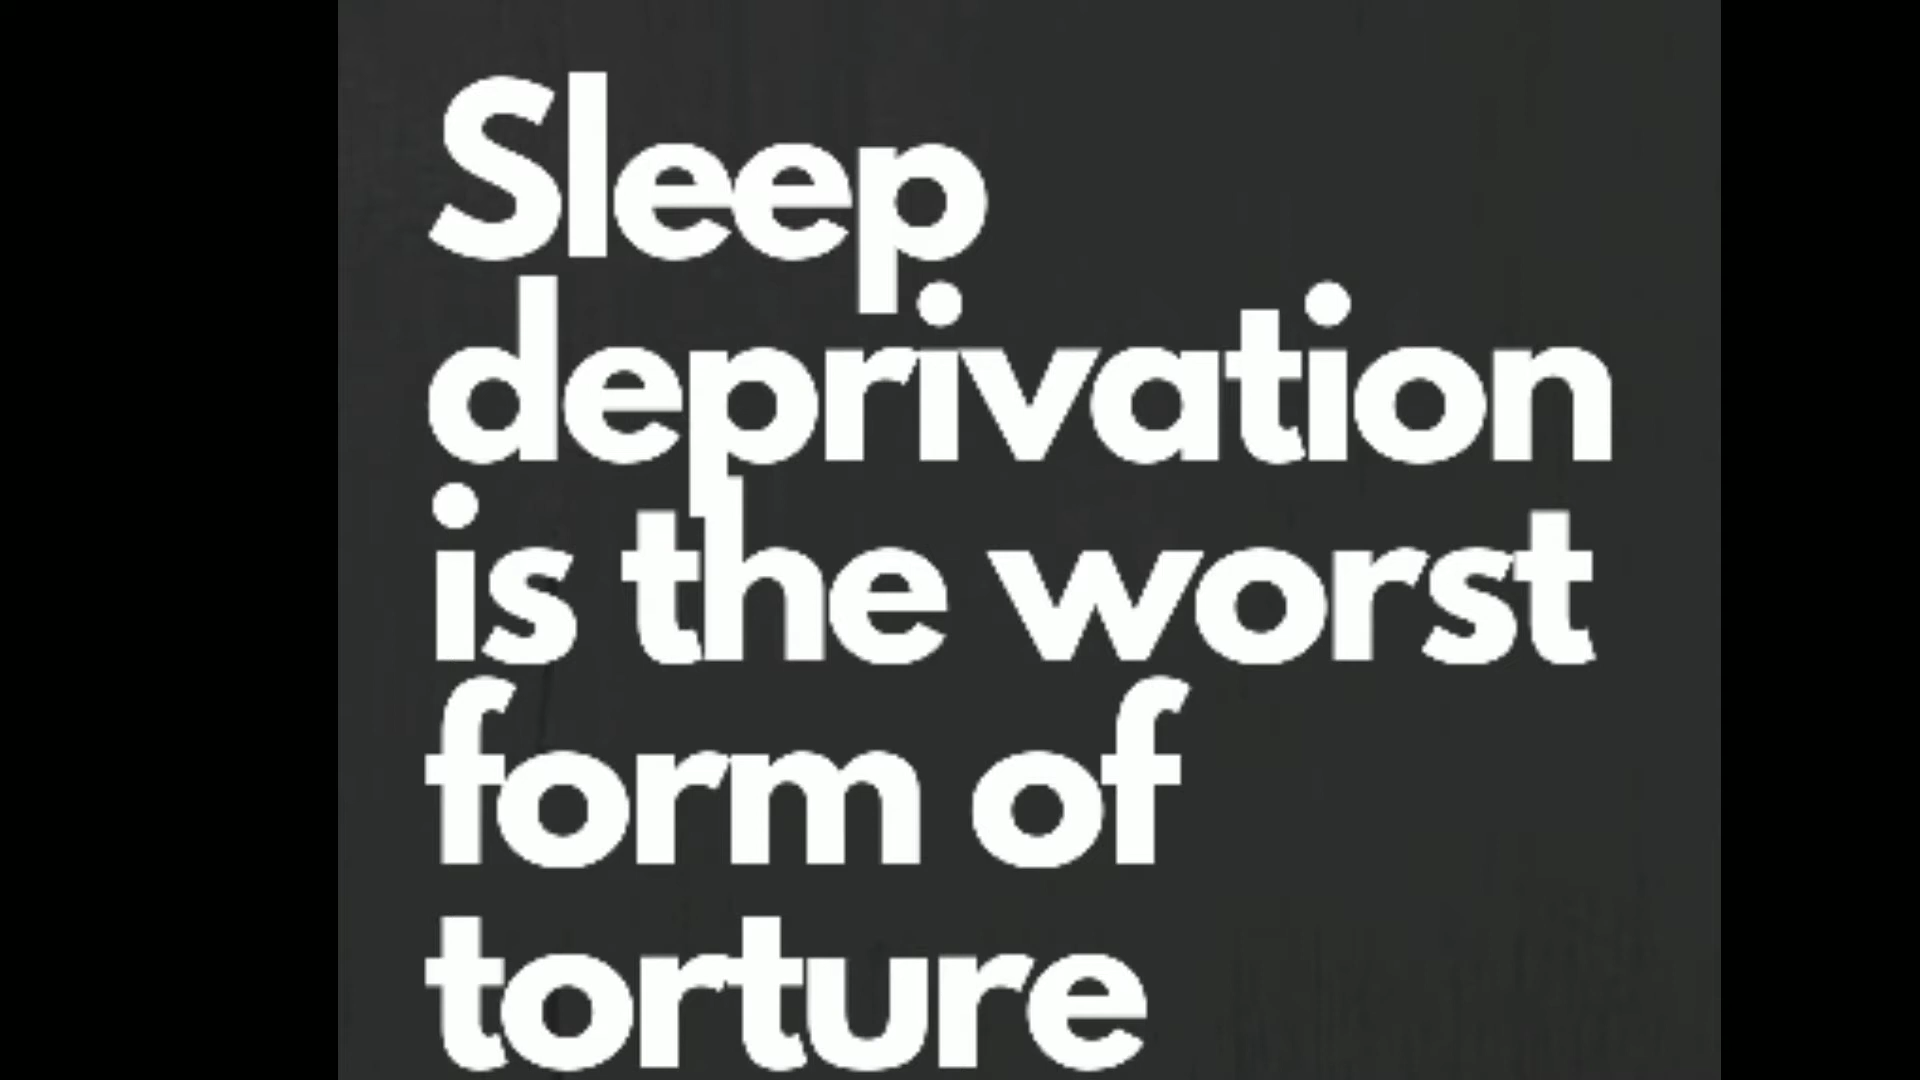 Sleep
deprivation
is the worst
form of
torture